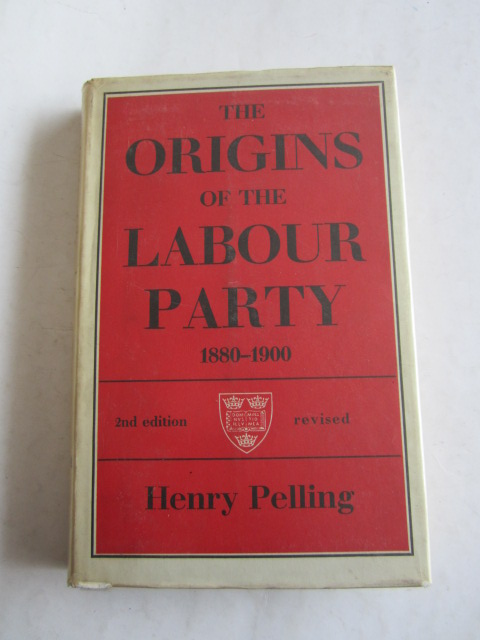 THE
ORIGINS
OF THE
LABOUR
PARTY
1880–1900
2nd edition
revised
Henry Pelling